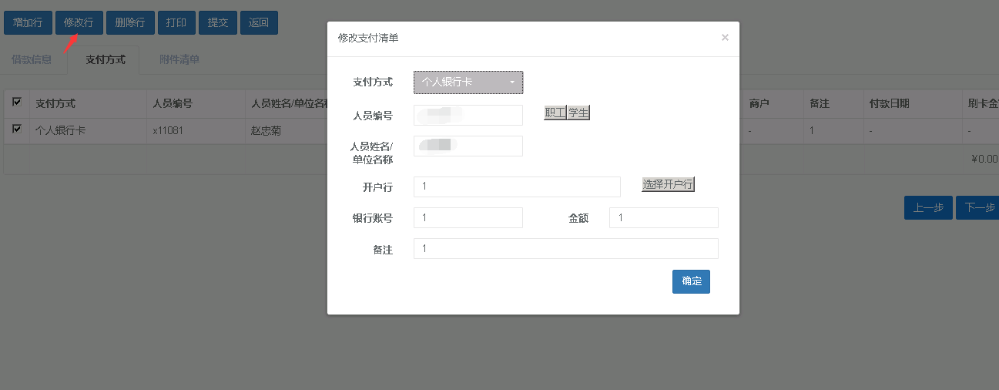 增加行 修改行 删除行 打印 提交 返回
借款信息 支付方式 附件清单
支付方式 人员编号 人员姓名/单位名 商户 备注 付款日期 刷卡金
个人银行卡 x11081 赵忠菊 - 1 - -
¥0.00
上一步 下一步
修改支付清单 ×
支付方式 个人银行卡
人员编号 职工 学生
人员姓名/
单位名称
开户行 1 选择开户行
银行账号 1 金额 1
备注 1
确定